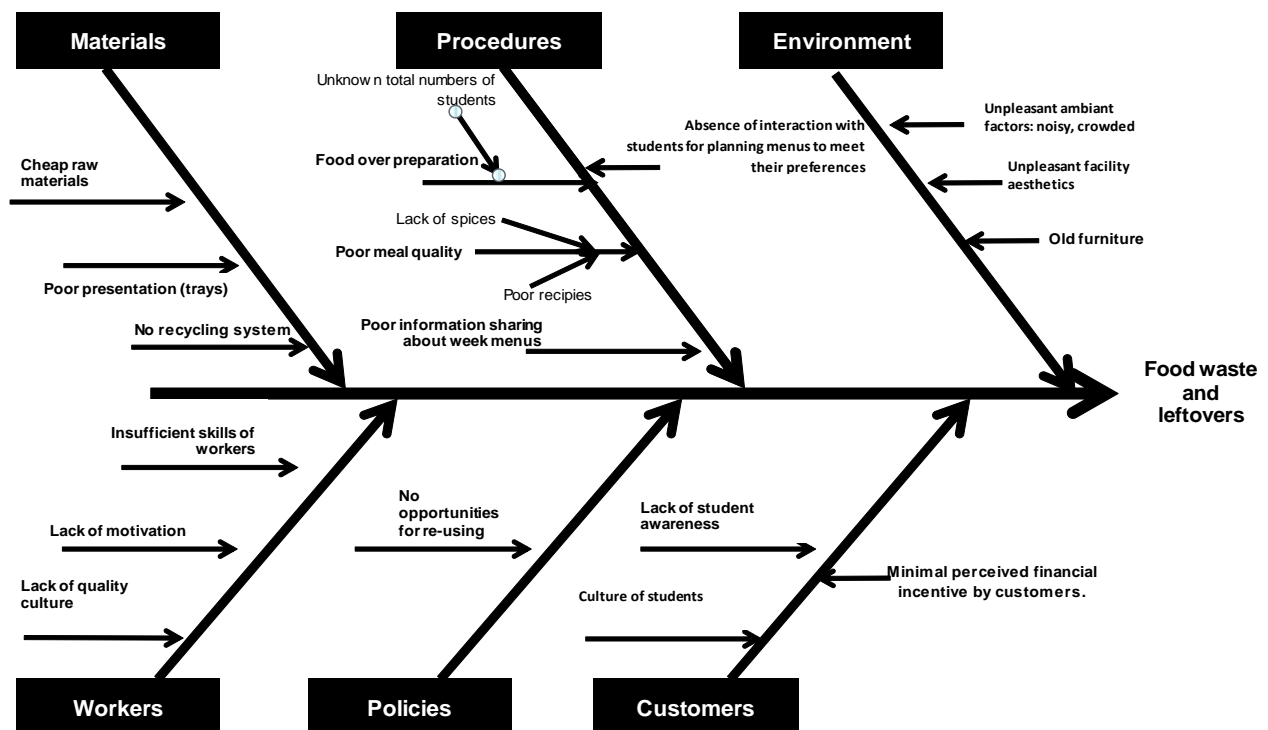 Materials
Procedures
Environment
Unknown total numbers of
students
Food over preparation
Absence of interaction with
students for planning menus to meet
their preferences
Unpleasant ambiant
factors: noisy, crowded
Unpleasant facility
aesthetics
Old furniture
Cheap raw
materials
Poor presentation (trays)
No recycling system
Lack of spices
Poor meal quality
Poor recipies
Poor information sharing
about week menus
Food waste
and
leftovers
Insufficient skills of
workers
Lack of motivation
Lack of quality
culture
No
opportunities
for re-using
Lack of student
awareness
Culture of students
Minimal perceived financial
incentive by customers.
Workers
Policies
Customers